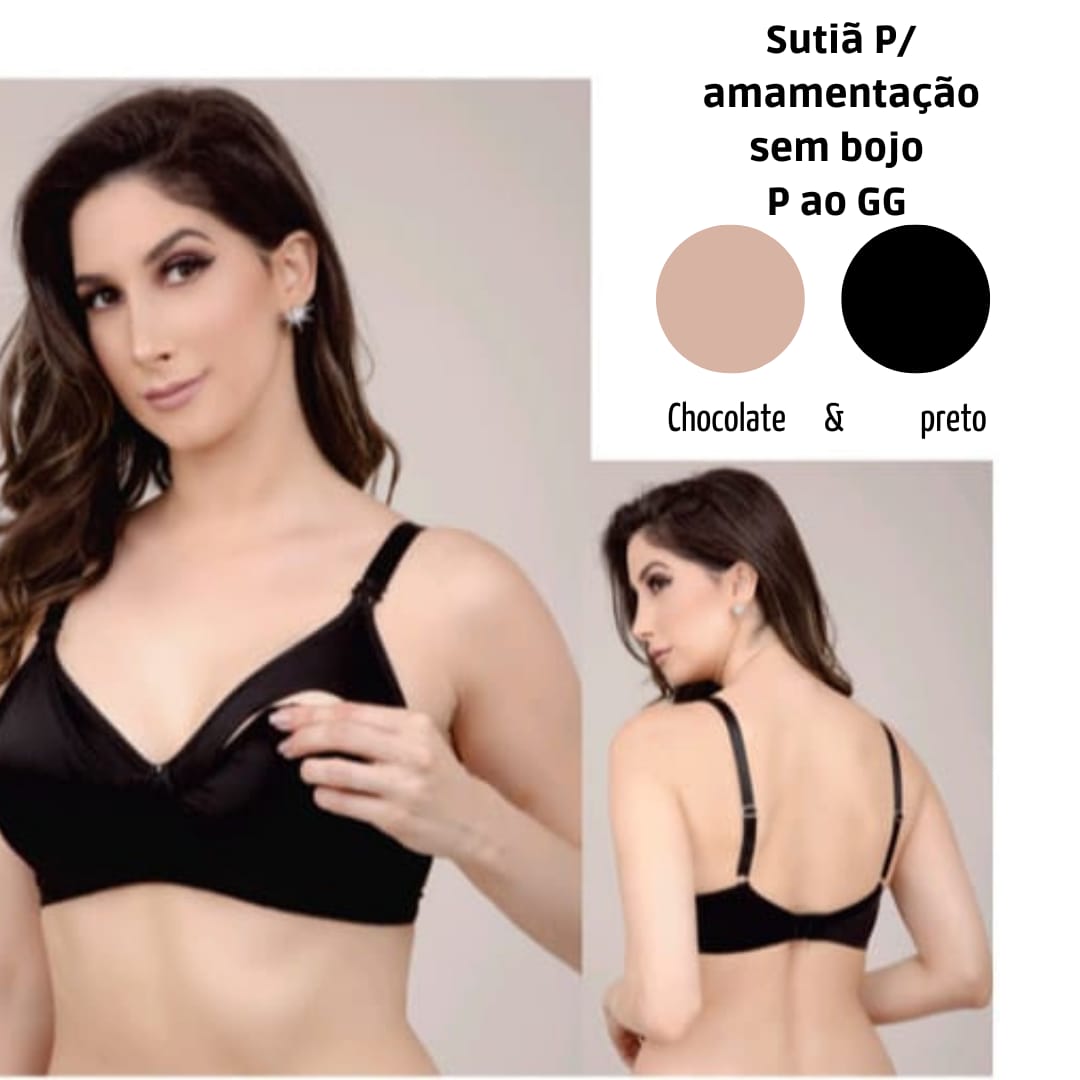 Sutiã P/
amamentação
sem bojo
P ao GG
Chocolate & preto